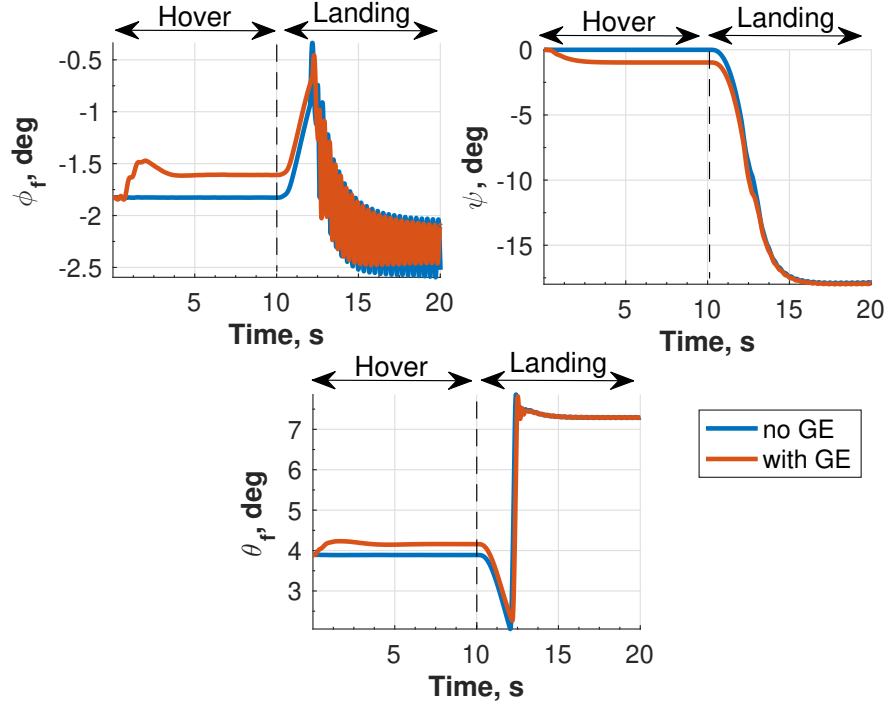 Hover Landing
-0.5
-1
-1.5
-2
-2.5
ϕf, deg
5 10 15 20
Time, s
Hover Landing
0
-5
-10
-15
ψ, deg
5 10 15 20
Time, s
Hover Landing
7
6
5
4
3
θf, deg
5 10 15 20
Time, s
no GE
with GE